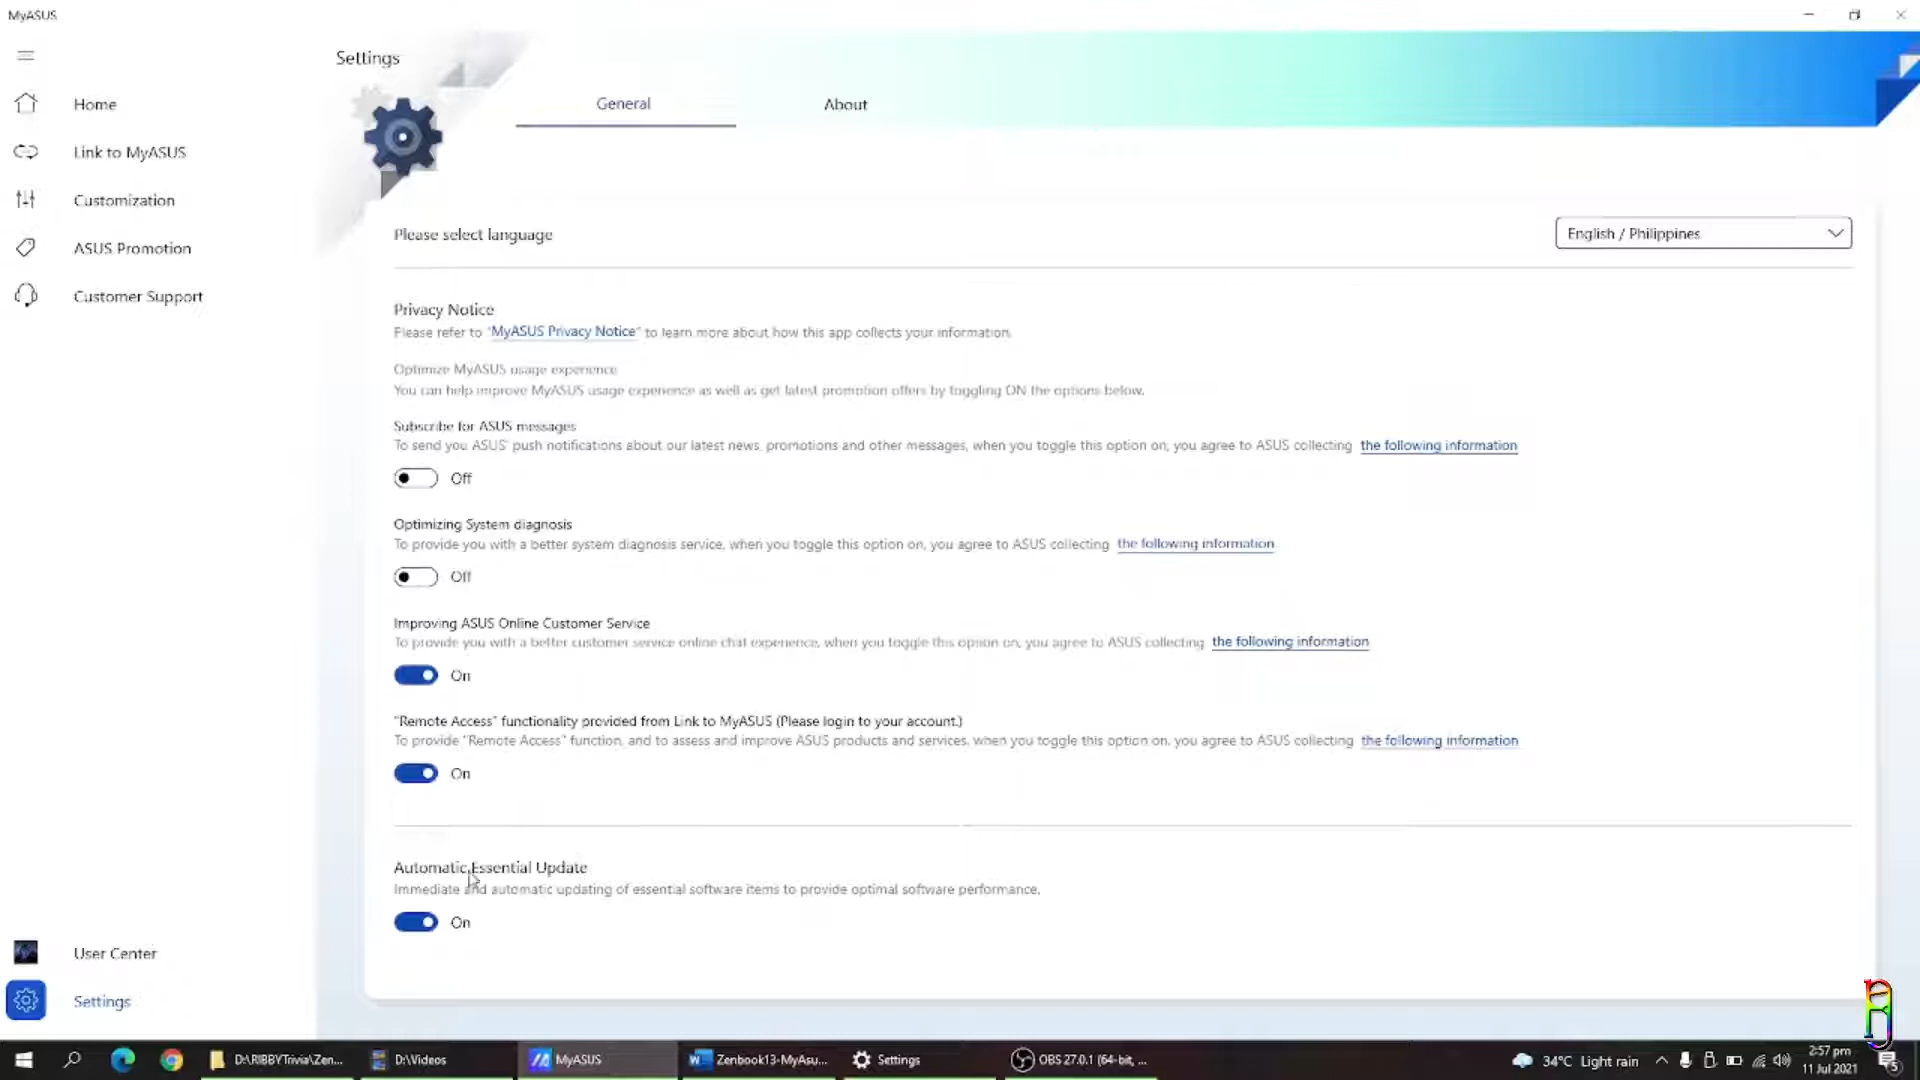 MyASUS
Settings
General
About
Home
Link to MyASUS
Customization
ASUS Promotion
Customer Support
Please select language
English / Philippines
Privacy Notice
Please refer to "MyASUS Privacy Notice" to learn more about how this app collects your information.
Optimize MyASUS usage experience
You can help improve MyASUS usage experience as well as get latest promotion offers by toggling ON the options below.
Subscribe for ASUS messages
To send you ASUS' push notifications about our latest news, promotions and other messages, when you toggle this option on, you agree to ASUS collecting the following information
Off
Optimizing System diagnosis
To provide you with a better system diagnosis service, when you toggle this option on, you agree to ASUS collecting the following information
Off
Improving ASUS Online Customer Service
To provide you with a better customer service online chat experience, when you toggle this option on, you agree to ASUS collecting the following information
On
"Remote Access" functionality provided from Link to MyASUS (Please login to your account.)
To provide "Remote Access" function, and to assess and improve ASUS products and services, when you toggle this option on, you agree to ASUS collecting the following information
On
Automatic Essential Update
Immediate and automatic updating of essential software items to provide optimal software performance.
On
User Center
Settings
D:\RIBBYTrivia\Zen...
D:\Videos
MyASUS
Zenbook13-MyAsu...
Settings
OBS 27.0.1 (64-bit, ...
34°C Light rain
2:57 pm
11 Jul 2021
5